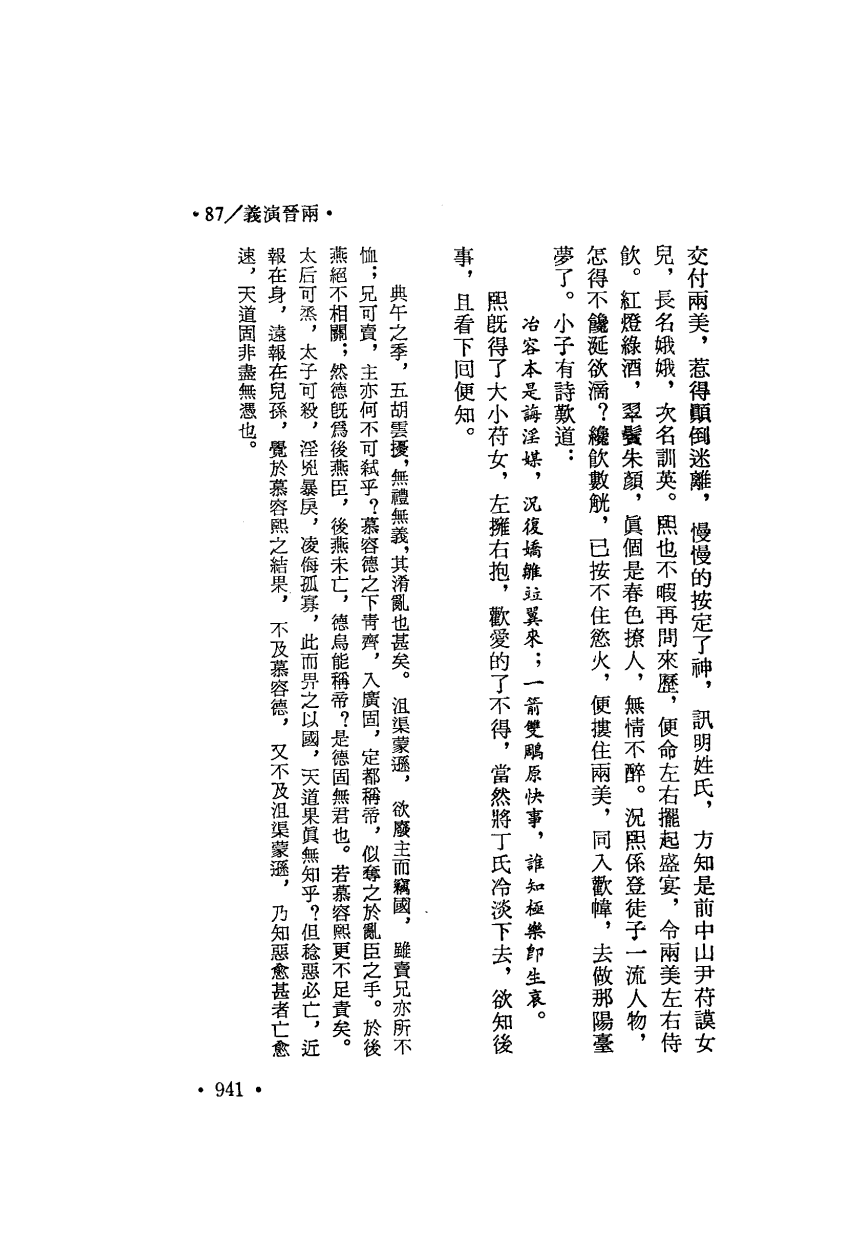 •87／義演晉兩•
交付兩美，惹得顚倒迷離，慢慢的按定了神，訊明姓氏，方知是前中山尹苻謨女
兒，長名娥娥，次名訓英。熙也不暇再問來歷，便命左右擺起盛宴，令兩美左右侍
飮。紅燈綠酒，翠鬟朱顏，眞個是春色撩人，無情不醉。況熙係登徒子一流人物，
怎得不饞涎欲滴？纔飮數觥，已按不住慾火，便摟住兩美，同入歡幃，去做那陽臺
夢了。小子有詩歎道：
冶容本是誨淫媒，況復嬌雛竝翼來；一箭雙鵰原快事，誰知極樂卽生哀。
熙旣得了大小苻女，左擁右抱，歡愛的了不得，當然將丁氏冷淡下去，欲知後
事，且看下回便知。
典午之季，五胡雲擾，無禮無義，其淆亂也甚矣。沮渠蒙遜，欲廢主而竊國，雖賣兄亦所不
恤；兄可賣，主亦何不可弒乎？慕容德之下靑齊，入廣固，定都稱帝，似奪之於亂臣之手。於後
燕絕不相關；然德旣爲後燕臣，後燕未亡，德烏能稱帝？是德固無君也。若慕容熙更不足責矣。
太后可烝，太子可殺，淫兇暴戾，凌侮孤寡，此而畀之以國，天道果眞無知乎？但稔惡必亡，近
報在身，遠報在兒孫，覺於慕容熙之結果，不及慕容德，又不及沮渠蒙遜，乃知惡愈甚者亡愈
速，天道固非盡無憑也。
•941•